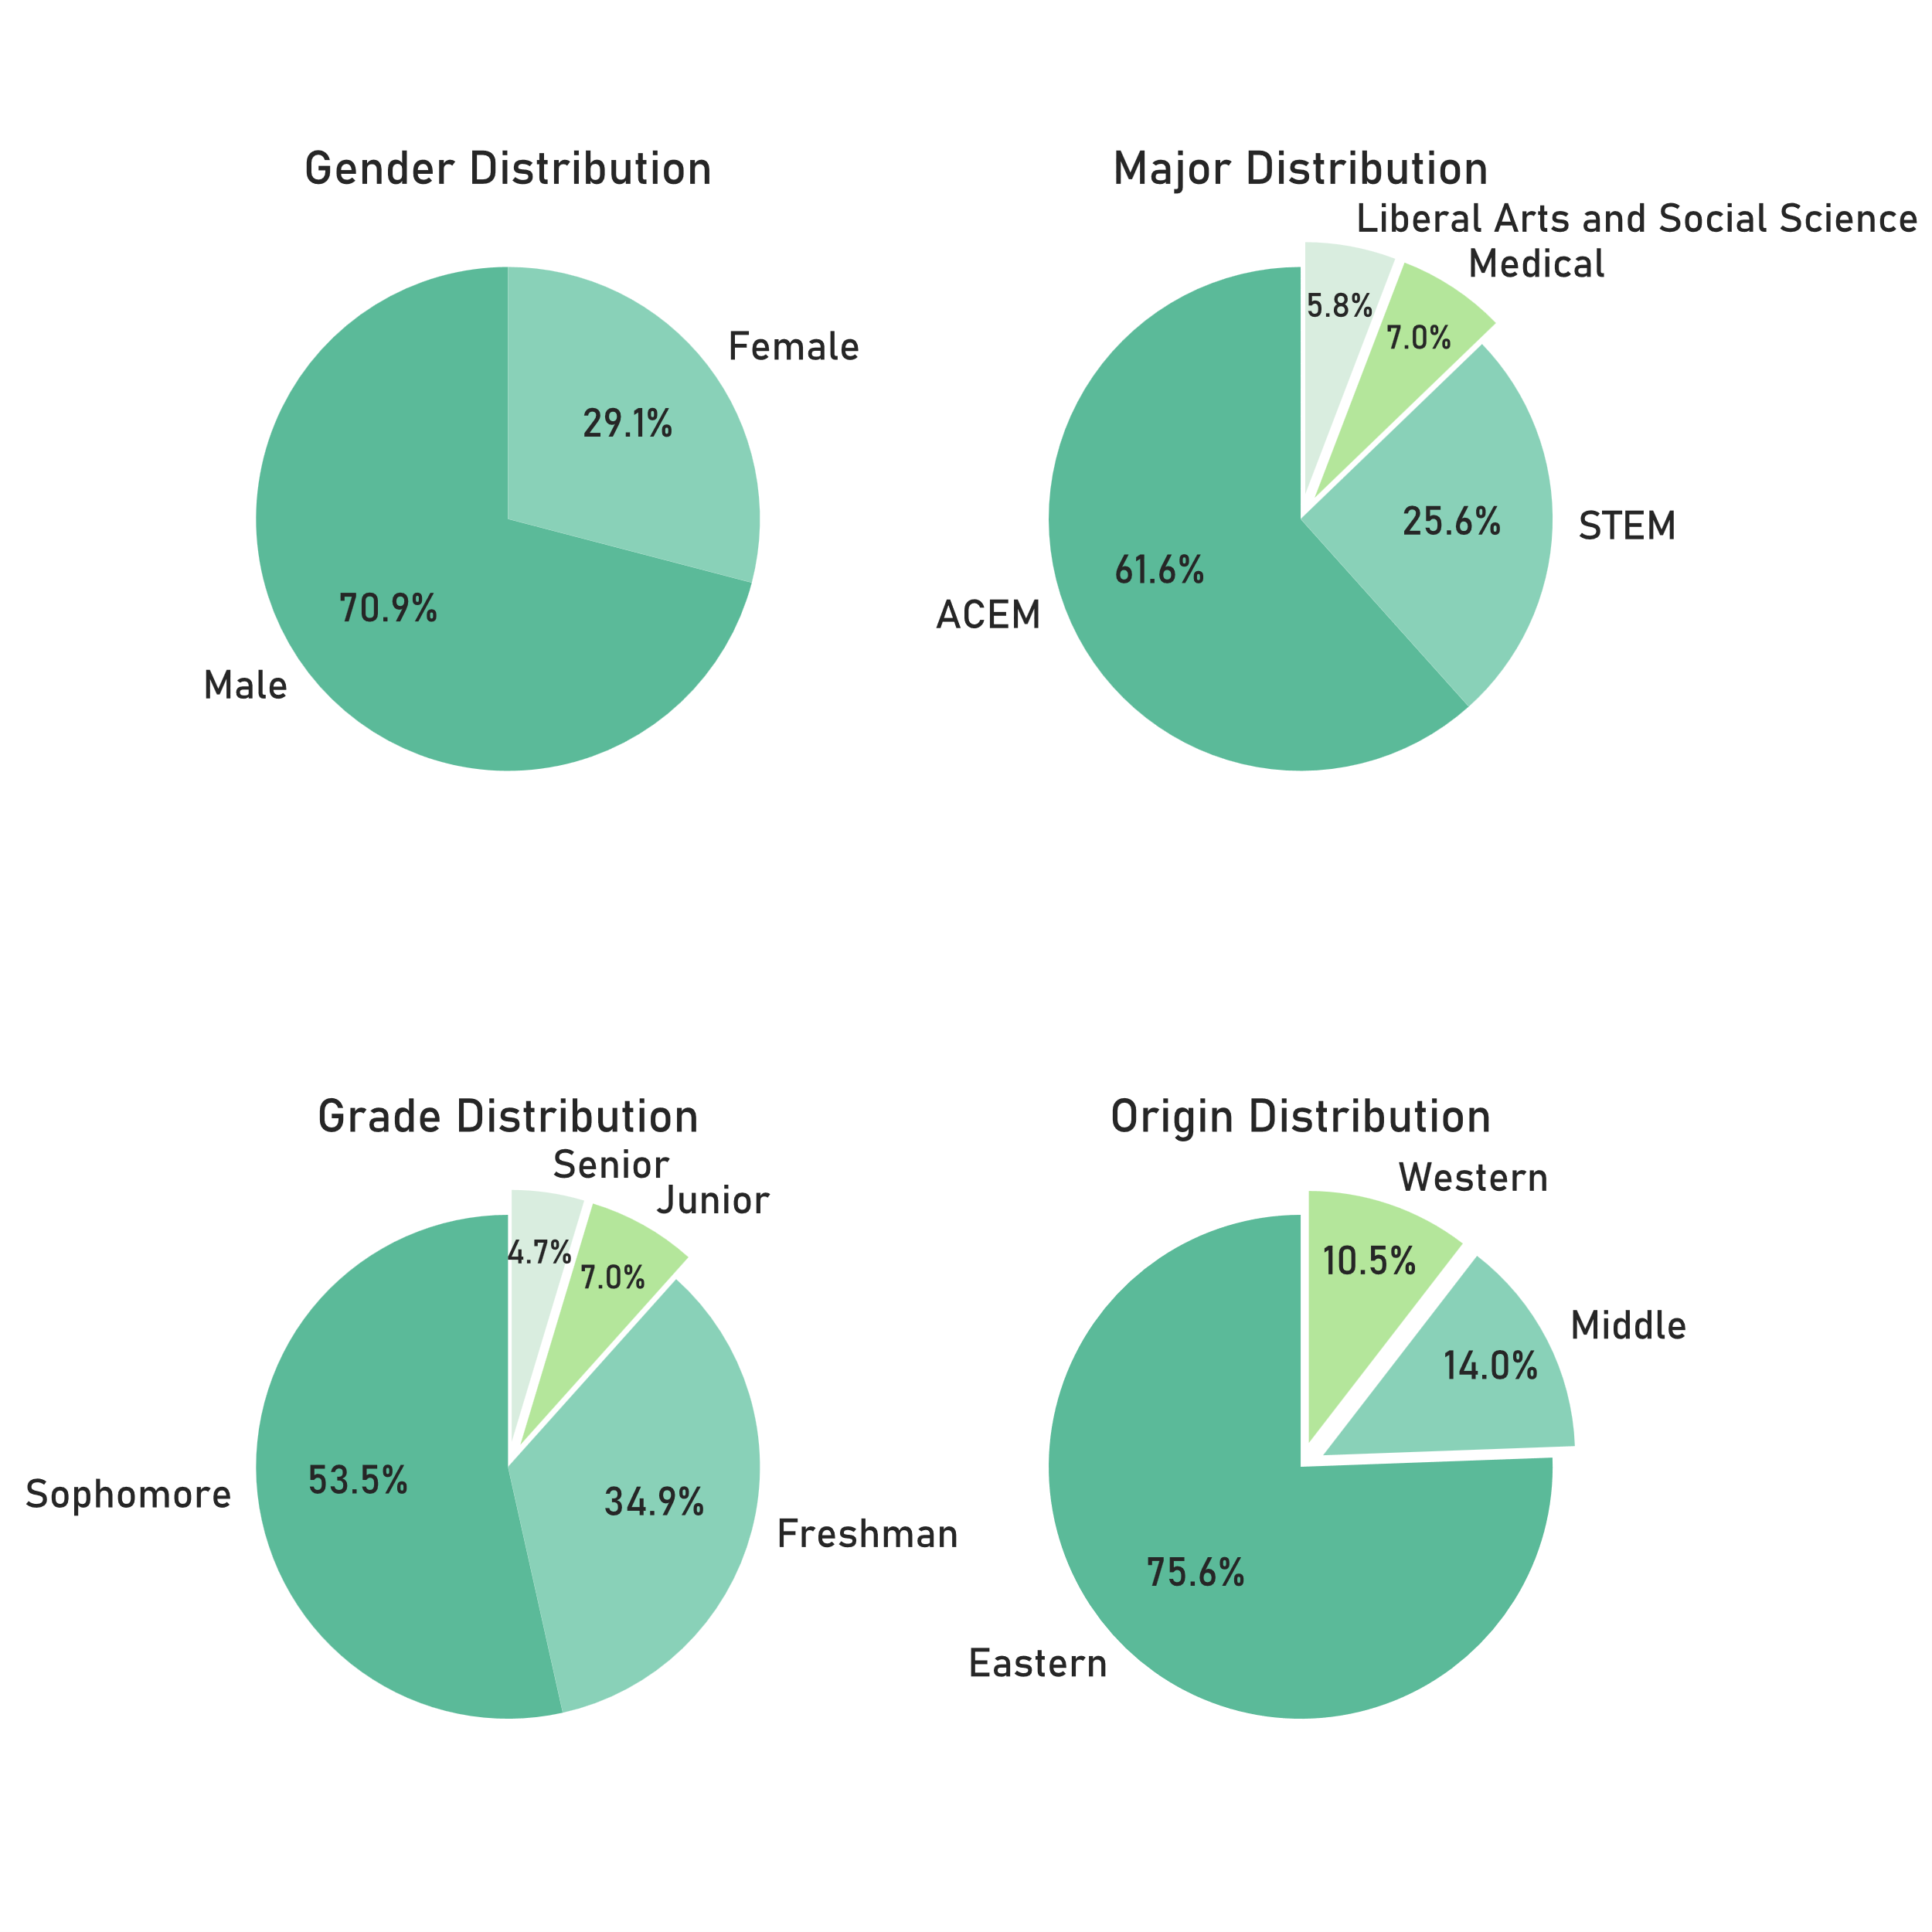 Gender Distribution
Female
29.1%
70.9%
Male
Major Distribution
Liberal Arts and Social Science
Medical
5.8%
7.0%
STEM
25.6%
61.6%
ACEM
Grade Distribution
Senior
Junior
4.7%
7.0%
53.5%
Sophomore
34.9%
Freshman
Origin Distribution
Western
10.5%
Middle
14.0%
75.6%
Eastern